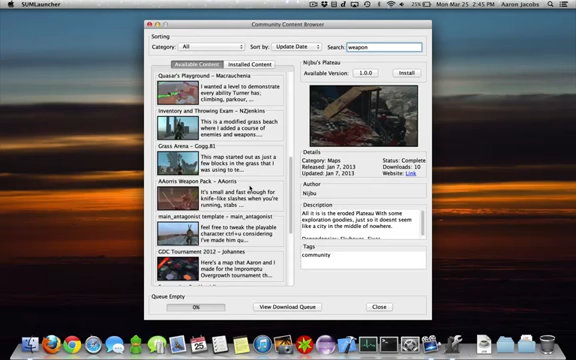 SUMLauncher
25%
Mon Mar 25 2:45 PM Aaron Jacobs
Community Content Browser
Sorting
Category: All Sort by: Update Date Search: weapon
Available Content Installed Content
Quasar's Playground - Macrauchenia
I wanted a level to demonstrate
every ability Turner has;
climbing, parkour, ...
Inventory and Throwing Exam - NZJenkins
This is a modified grass beach
where I added a course of
enemies and weapons...
Grass Arena - Gogg.81
This map started out as just a
few blocks in the grass that I
was using to te...
AAorris Weapon Pack - AAorris
It's small and fast enough for
knife-like slashes when you're
running, stabs ...
main_antagonist template - main_antagonist
feel free to tweak the playable
character ctrl+u considering
i've made him qu...
GDC Tournament 2012 - Johannes
Here's a map that Aaron and I
made for the Impromptu
Overgrowth tournament th...
Nijbu's Plateau
Available Version: 1.0.0 Install
Details
Category: Maps Status: Complete
Released: Jan 7, 2013 Downloads: 10
Updated: Jan 7, 2013 Website: Link
Author
Nijbu
Description
All it is is the eroded Plateau With some
exploration goodies, just so it doesnt seem
like a city in the middle of nowhere.
Tags
community
Queue Empty
0% View Download Queue Close